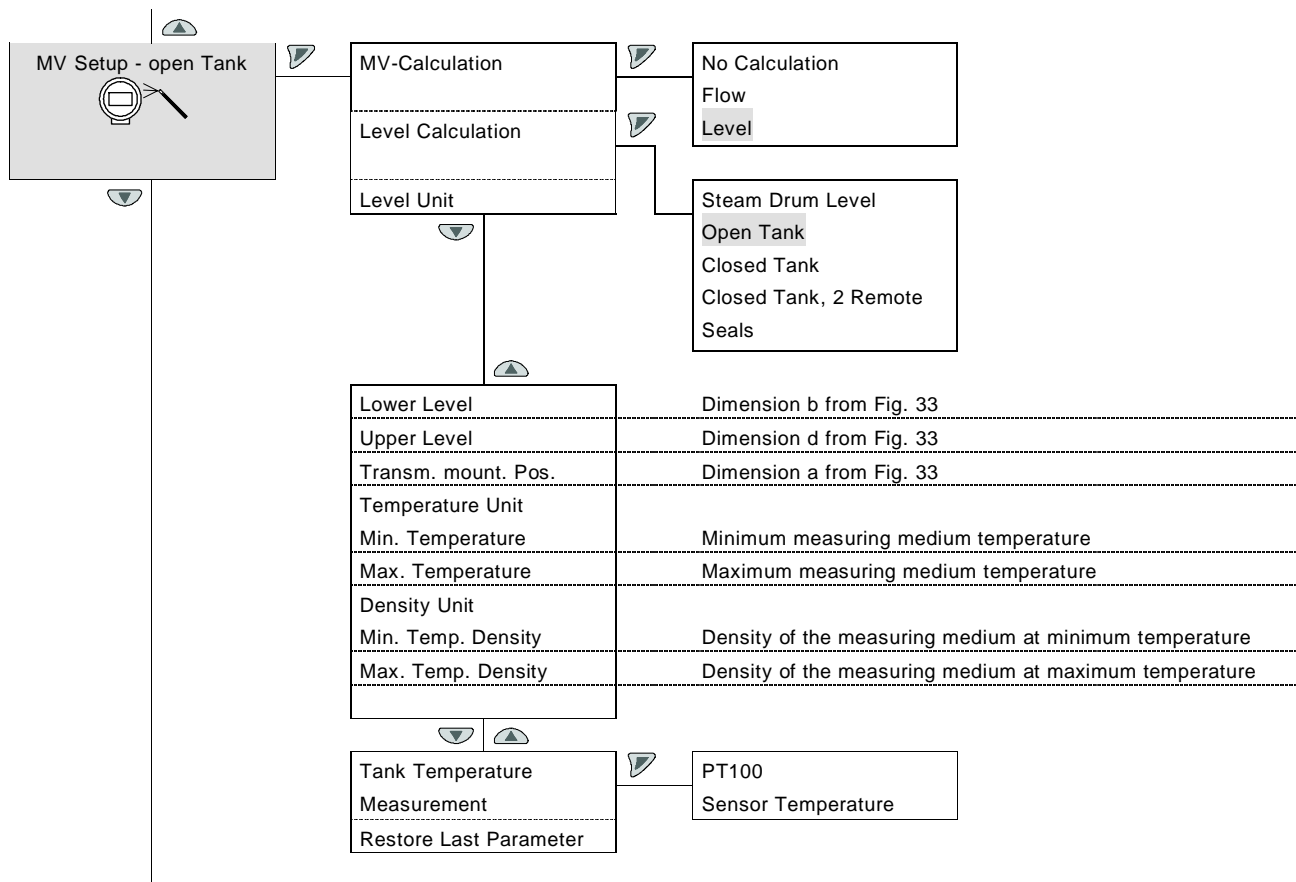 MV Setup - open Tank
MV-Calculation
Level Calculation
Level Unit
No Calculation
Flow
Level
Steam Drum Level
Open Tank
Closed Tank
Closed Tank, 2 Remote
Seals
Lower Level Dimension b from Fig. 33
Upper Level Dimension d from Fig. 33
Transm. mount. Pos. Dimension a from Fig. 33
Temperature Unit
Min. Temperature Minimum measuring medium temperature
Max. Temperature Maximum measuring medium temperature
Density Unit
Min. Temp. Density Density of the measuring medium at minimum temperature
Max. Temp. Density Density of the measuring medium at maximum temperature
Tank Temperature
Measurement
Restore Last Parameter
PT100
Sensor Temperature